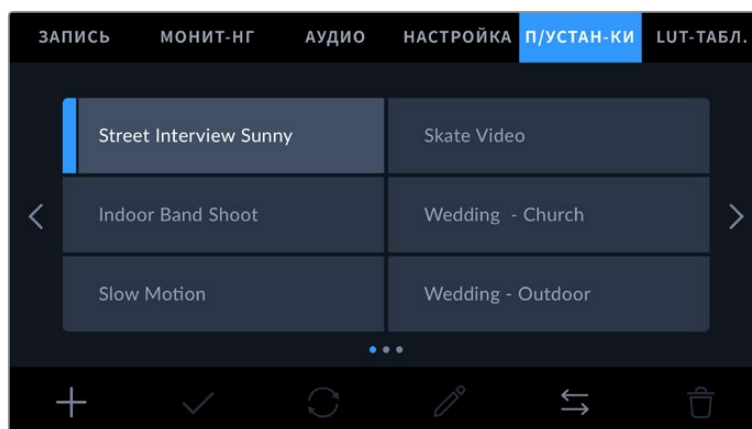 ЗАПИСЬ МОНИТ-НГ АУДИО НАСТРОЙКА П/УСТАН-КИ LUT-ТАБЛ.
Street Interview Sunny Skate Video
Indoor Band Shoot Wedding - Church
Slow Motion Wedding - Outdoor